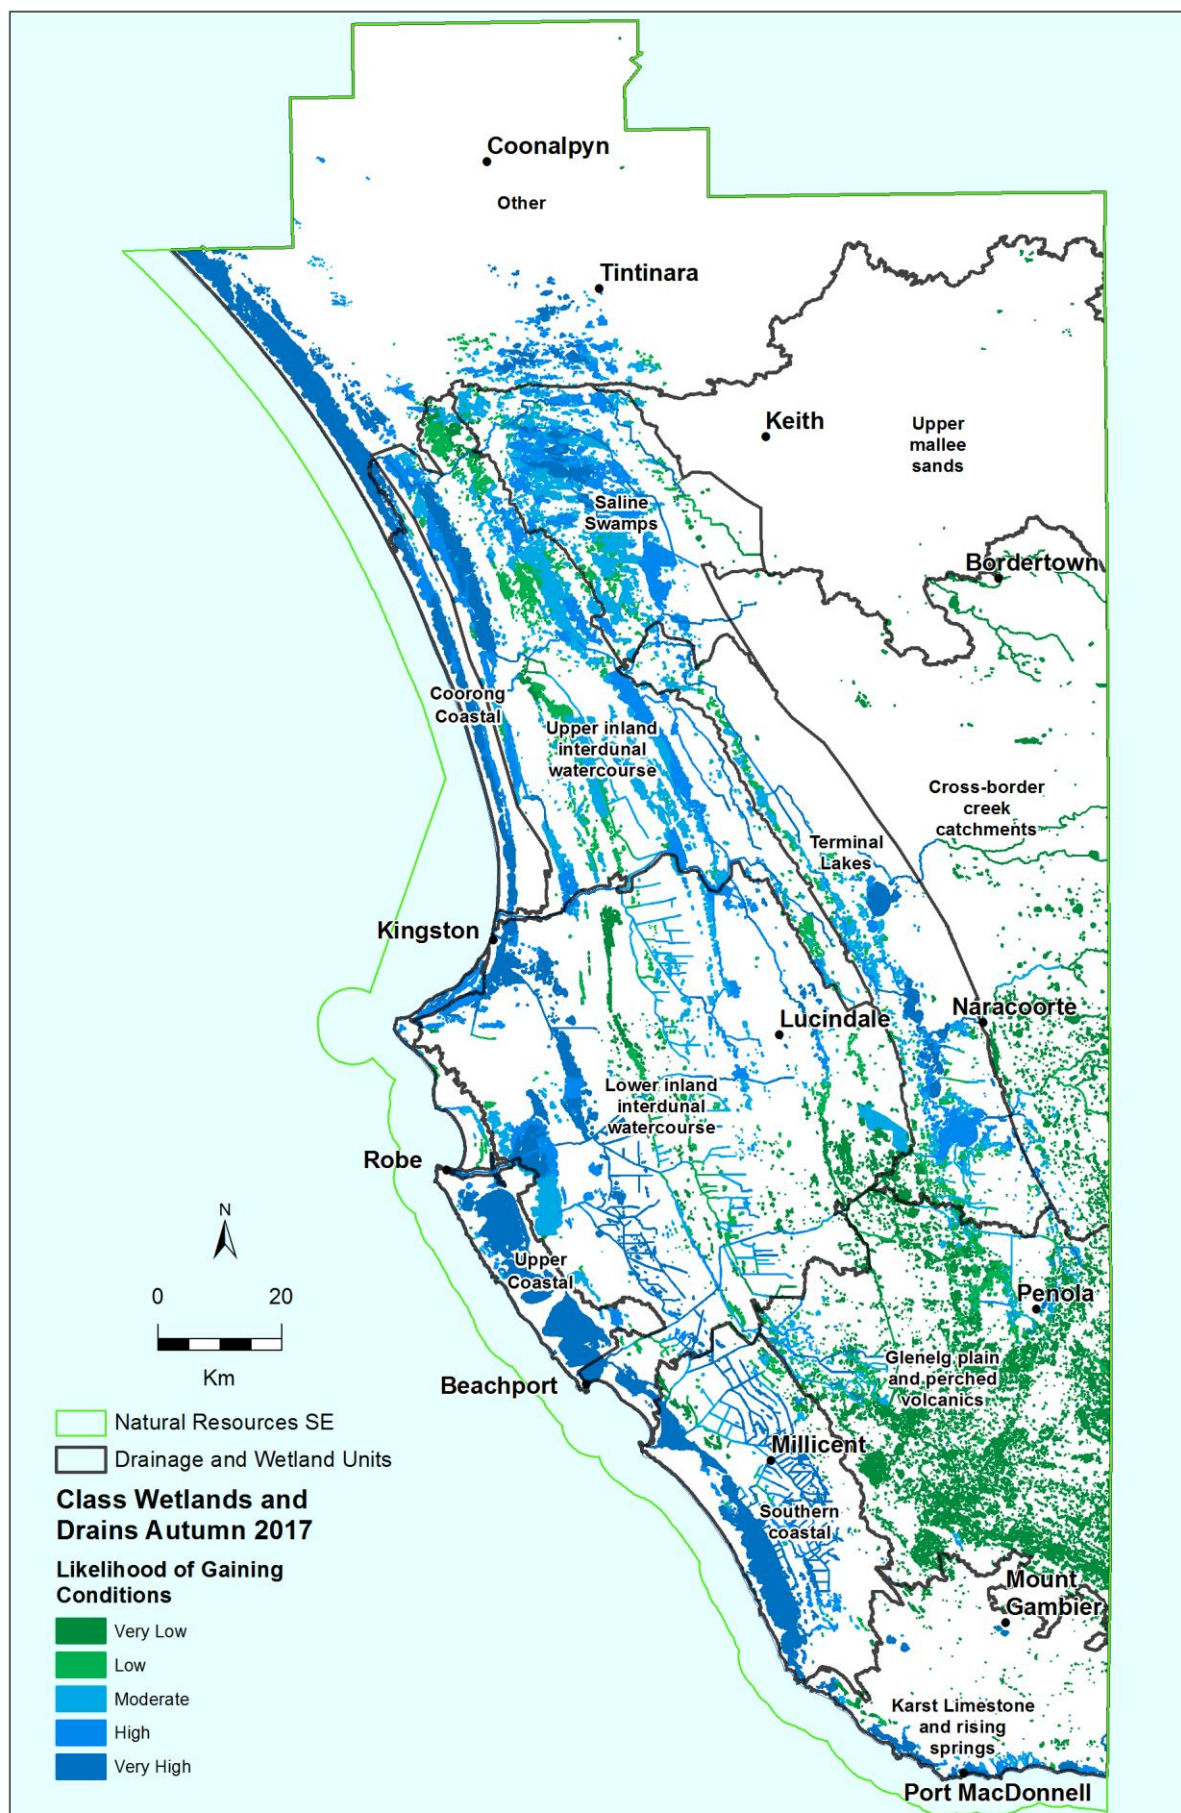 Coonalpyn
Other
Tintinara
Keith
Upper
mallee
sands
Saline
Swamps
Bordertown
Coorong
Coastal
Upper inland
interdunal
watercourse
Cross-border
creek
catchments
Terminal
Lakes
Kingston
Naracoorte
Lucindale
Lower inland
interdunal
watercourse
Robe
N
Upper
Coastal
0 20
Km
Penola
Glenelg plain
and perched
volcanics
Beachport
Natural Resources SE
Drainage and Wetland Units
Millicent
Southern
coastal
Class Wetlands and
Drains Autumn 2017
Likelihood of Gaining
Conditions
Very Low
Low
Moderate
High
Very High
Mount
Gambier
Karst Limestone
and rising
springs
Port MacDonnell